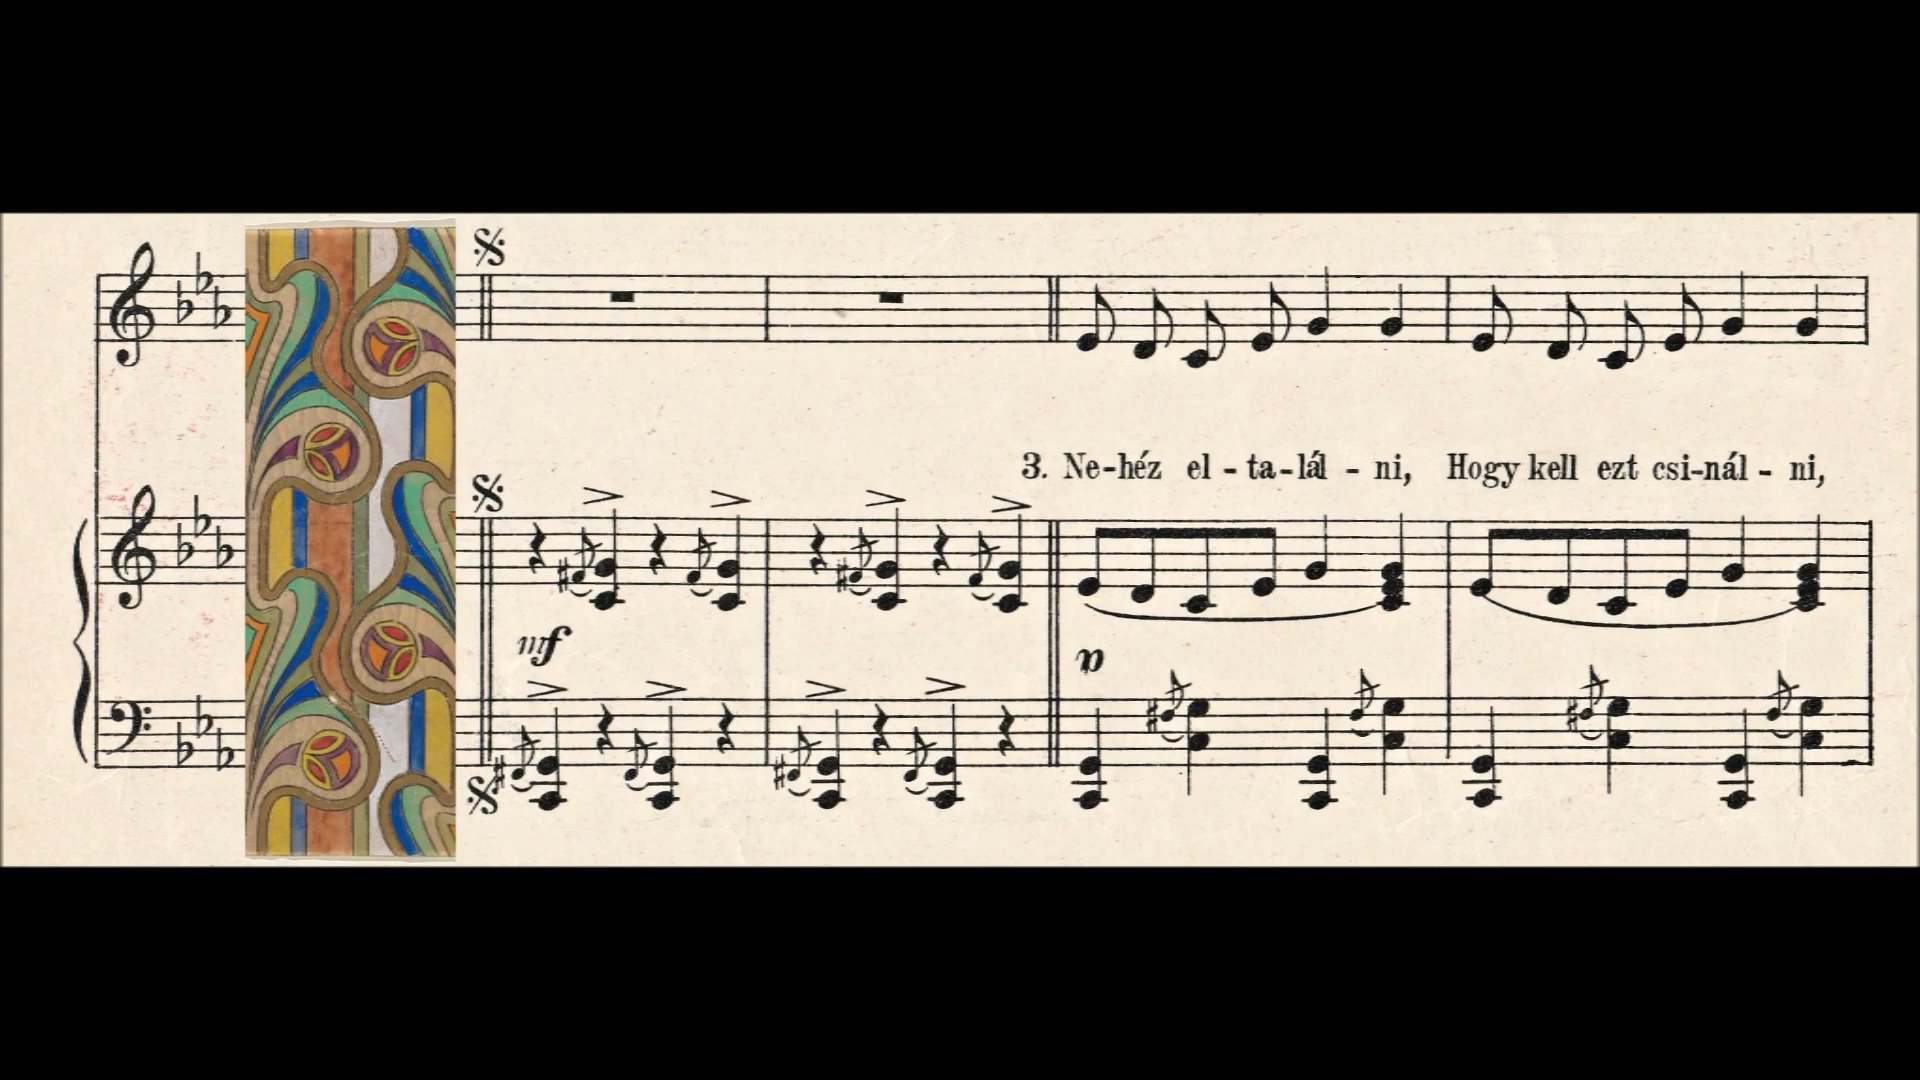 3. Ne-héz el-ta-lál-ni, Hogy kell ezt csi-nál-ni,
mf
p